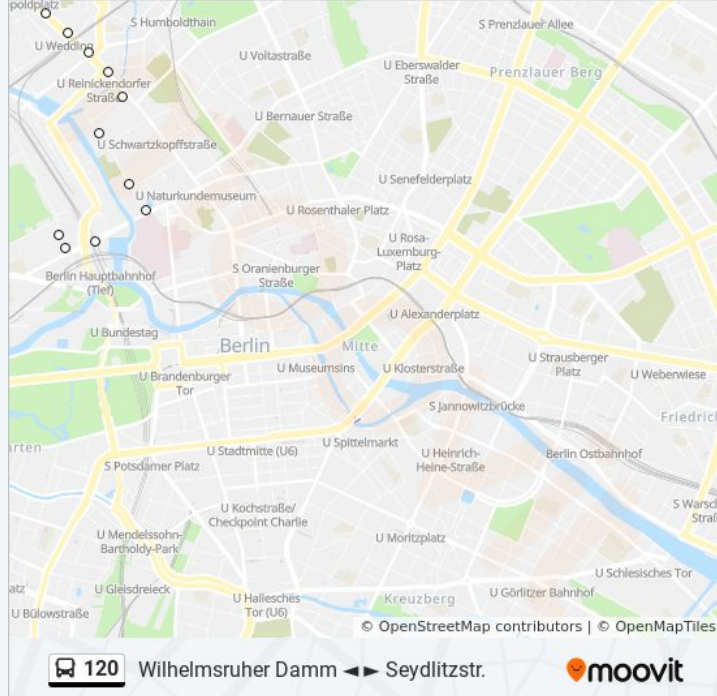 poldplatz
S Humboldthain
S Prenzlauer Allee
U Wedding
U Voltastraße
U Eberswalder
Straße
Prenzlauer Berg
U Reinickendorfer
Straße
U Bernauer Straße
U Schwartzkopffstraße
U Senefelderplatz
U Naturkundemuseum
U Rosenthaler Platz
U Rosa-
Luxemburg-
Platz
S Oranienburger
Straße
Berlin Hauptbahnhof
(Tief)
U Alexanderplatz
U Bundestag
Berlin
Mitte
U Strausberger
Platz
U Museumsins
U Klosterstraße
U Weberwiese
U Brandenburger
Tor
S Jannowitzbrücke
Friedric
arten
U Spittelmarkt
U Stadtmitte (U6)
U Heinrich-
Heine-Straße
Berlin Ostbahnhof
S Potsdamer Platz
S Warsc
Straß
U Kochstraße/
Checkpoint Charlie
U Mendelssohn-
Bartholdy-Park
U Moritzplatz
U Schlesisches Tor
atz
U Gleisdreieck
U Görlitzer Bahnhof
U Hallesches
Tor (U6)
Kreuzberg
U Bülowstraße
© OpenStreetMap contributors | © OpenMapTiles
120 Wilhelmsruher Damm ◄► Seydlitzstr.
moovit